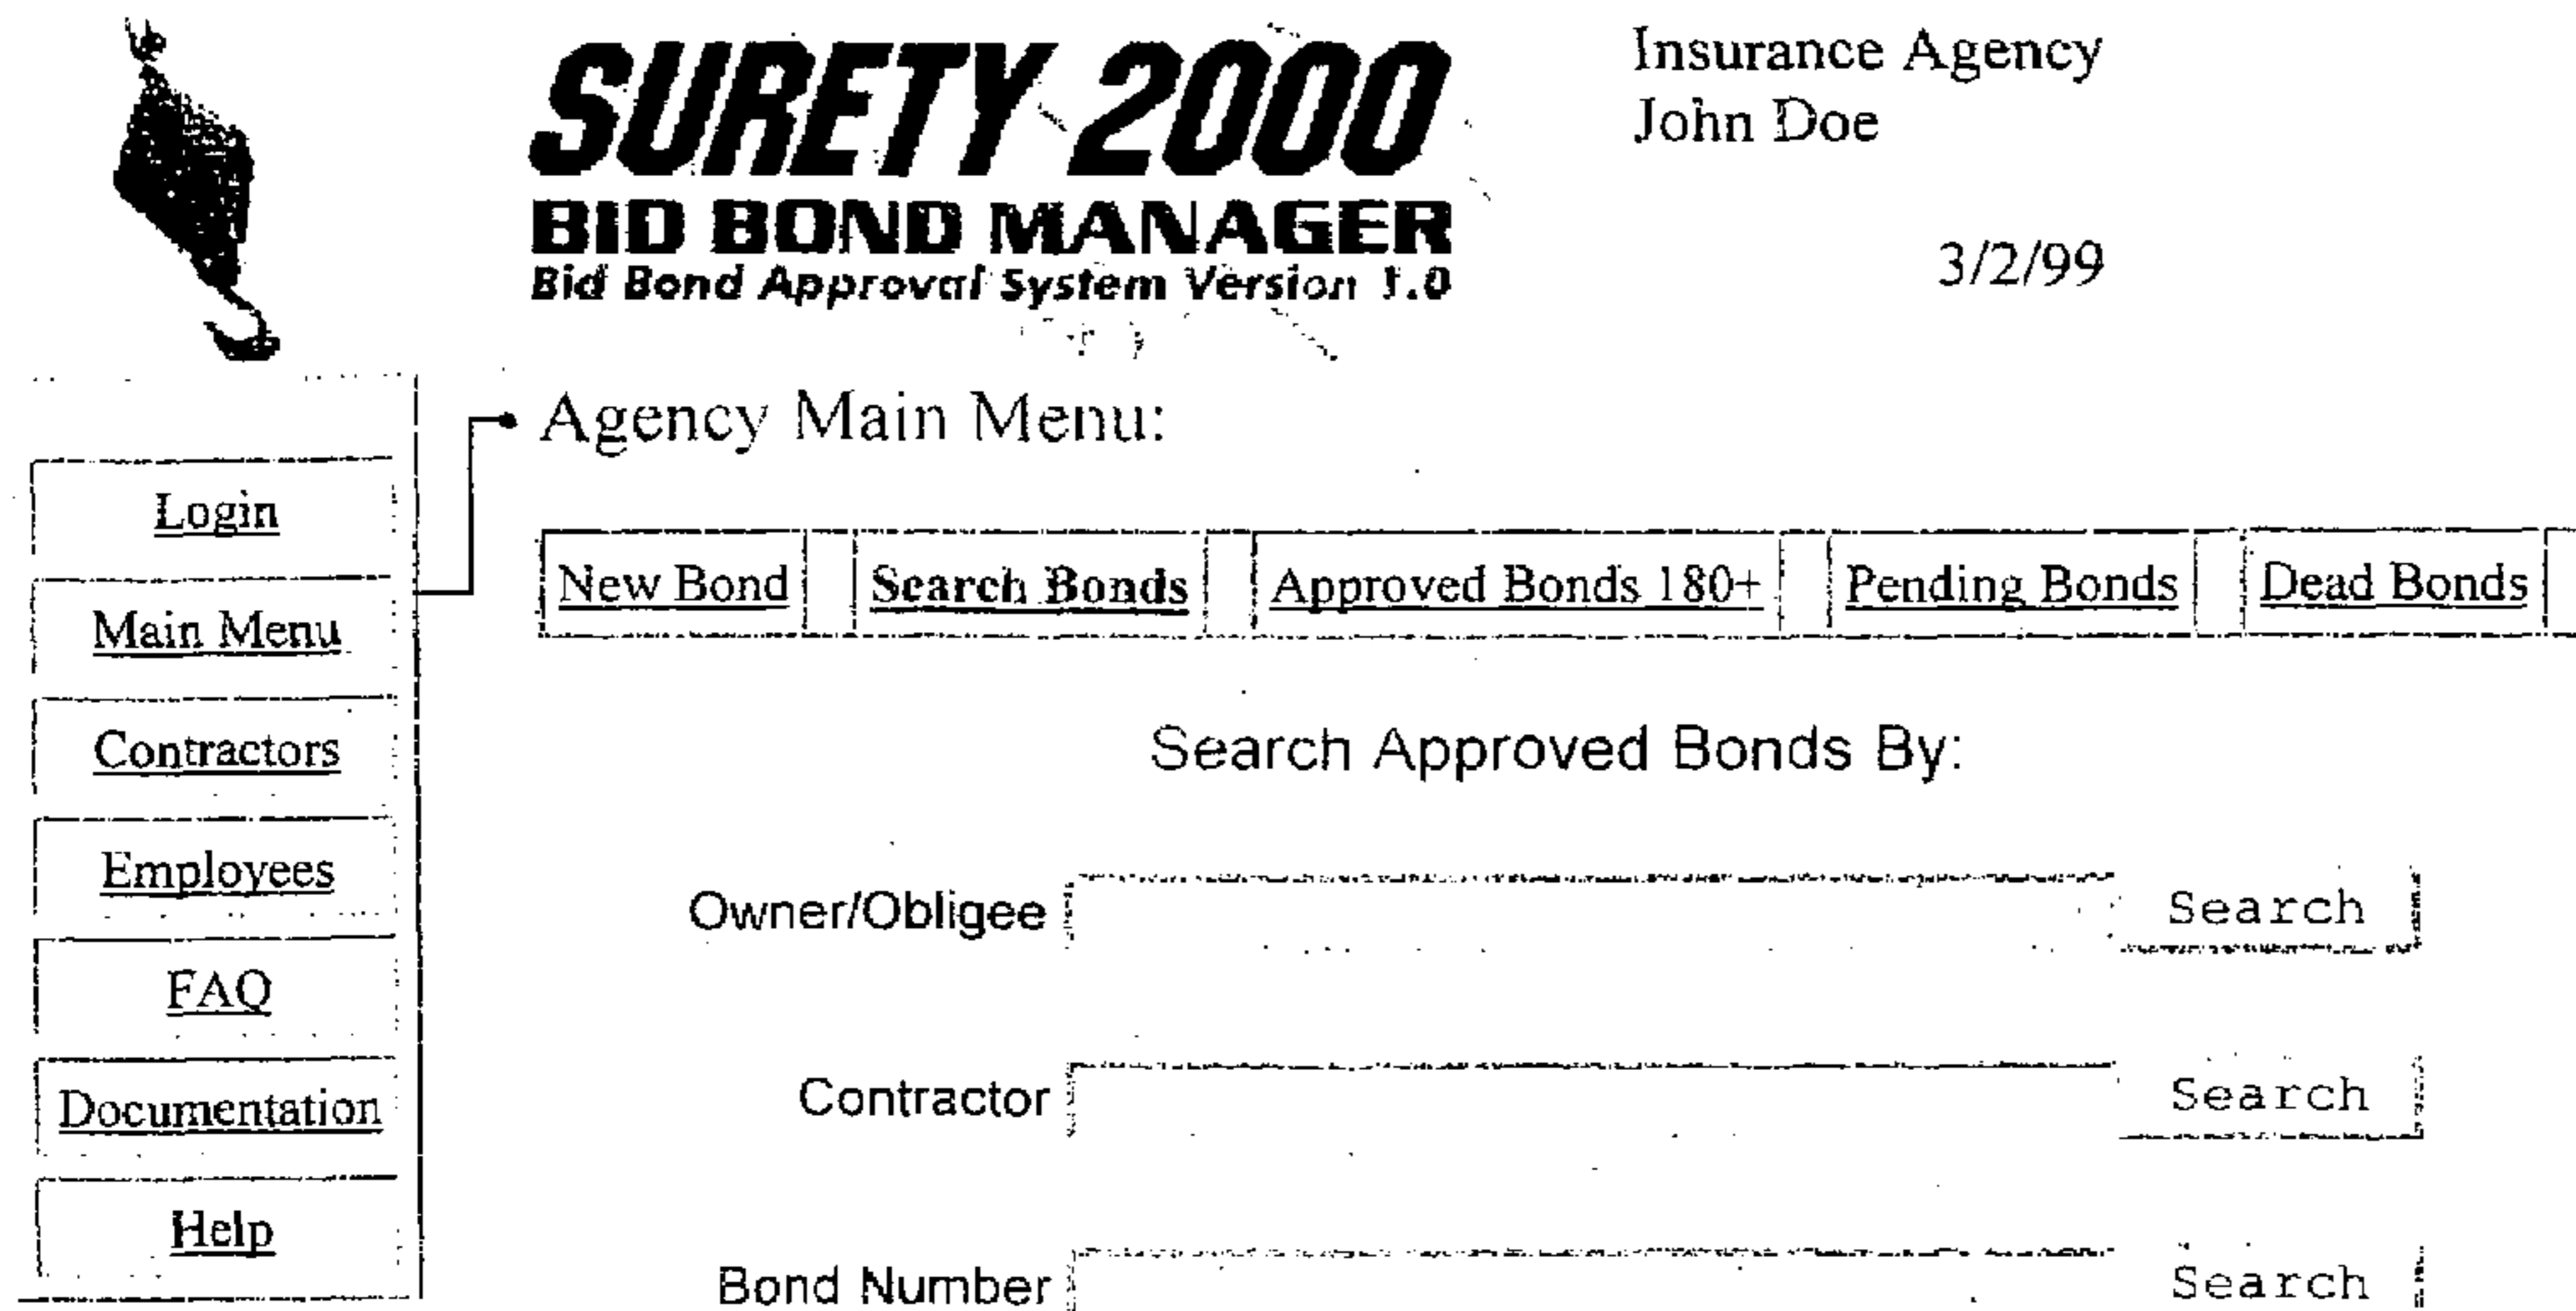 SURETY 2000
BID BOND MANAGER
Bid Bond Approval System Version 1.0
Insurance Agency
John Doe
3/2/99
Login
Main Menu
Contractors
Employees
FAQ
Documentation
Help
Agency Main Menu:
New Bond Search Bonds Approved Bonds 180+ Pending Bonds Dead Bonds
Search Approved Bonds By:
Owner/Obligee Search
Contractor Search
Bond Number Search